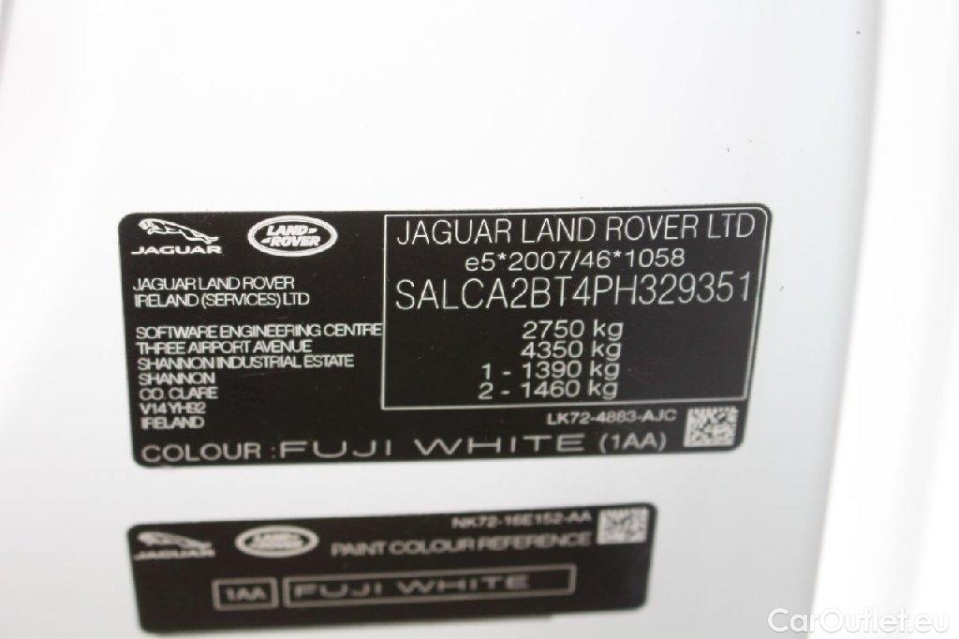 JAGUAR
LAND-
-ROVER
JAGUAR LAND ROVER
IRELAND (SERVICES) LTD
SOFTWARE ENGINEERING CENTRE
THREE AIRPORT AVENUE
SHANNON INDUSTRIAL ESTATE
SHANNON
CO. CLARE
V14 YH92
IRELAND
JAGUAR LAND ROVER LTD
e5*2007/46*1058
SALCA2BT4PH329351
2750 kg
4350 kg
1 - 1390 kg
2 - 1460 kg
LK72-4883-AJC
COLOUR : FUJI WHITE (1AA)
JAGUAR
LAND-
-ROVER
NK72-16E152-AA
PAINT COLOUR REFERENCE
1AA FUJI WHITE
CarOutlet.eu